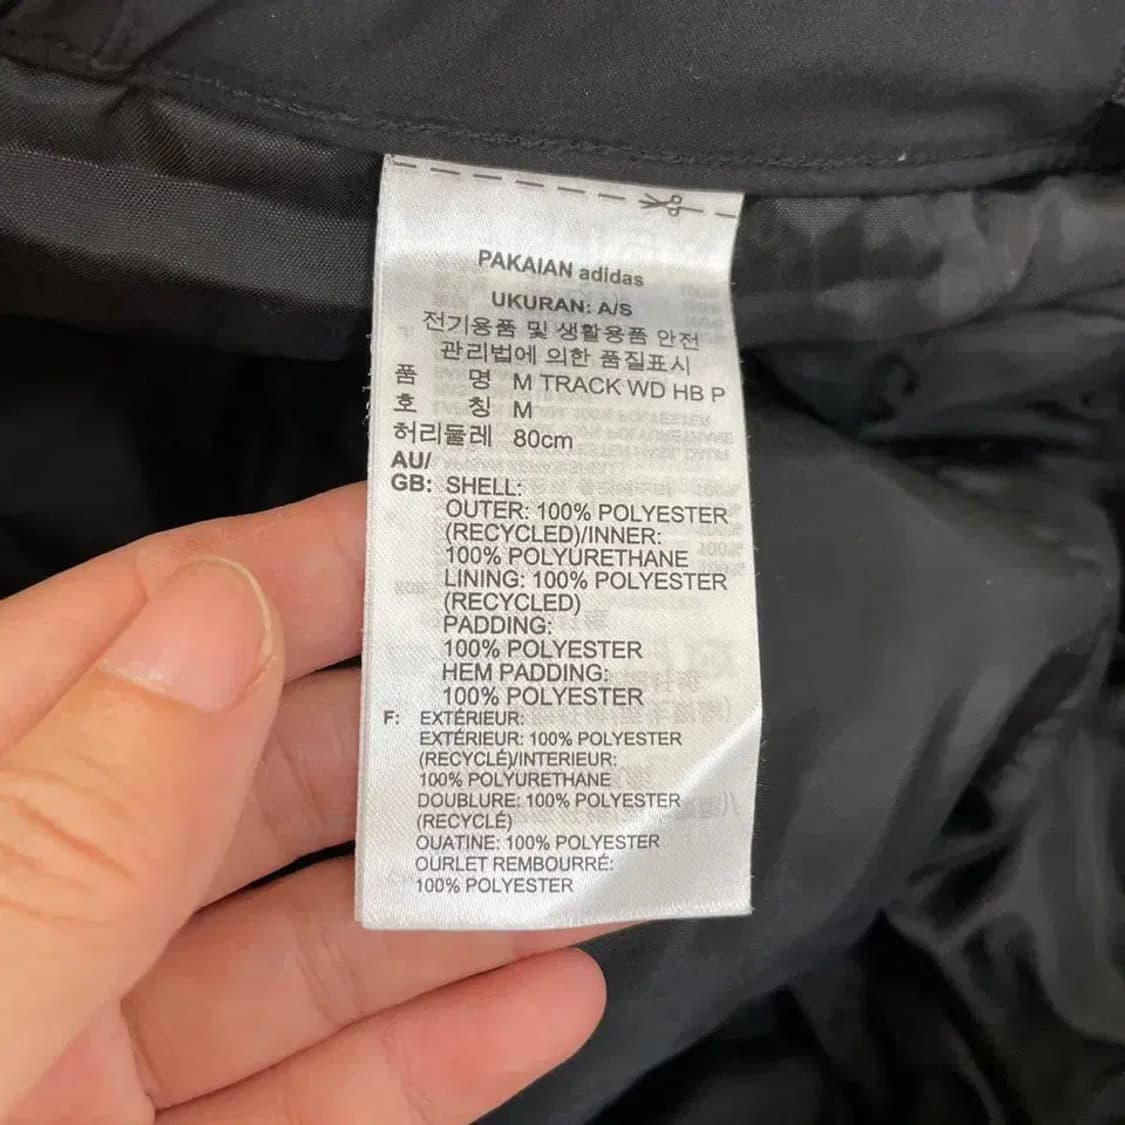 PAKAIAN adidas
UKURAN: A/S
전기용품 및 생활용품 안전
관리법에 의한 품질표시
품 명 M TRACK WD HB P
호 칭 M
허리둘레 80cm
AU/
GB: SHELL:
OUTER: 100% POLYESTER
(RECYCLED)/INNER:
100% POLYURETHANE
LINING: 100% POLYESTER
(RECYCLED)
PADDING:
100% POLYESTER
HEM PADDING:
100% POLYESTER
F: EXTÉRIEUR:
EXTÉRIEUR: 100% POLYESTER
(RECYCLÉ)/INTERIEUR:
100% POLYURETHANE
DOUBLURE: 100% POLYESTER
(RECYCLÉ)
OUATINE: 100% POLYESTER
OURLET REMBOURRÉ:
100% POLYESTER